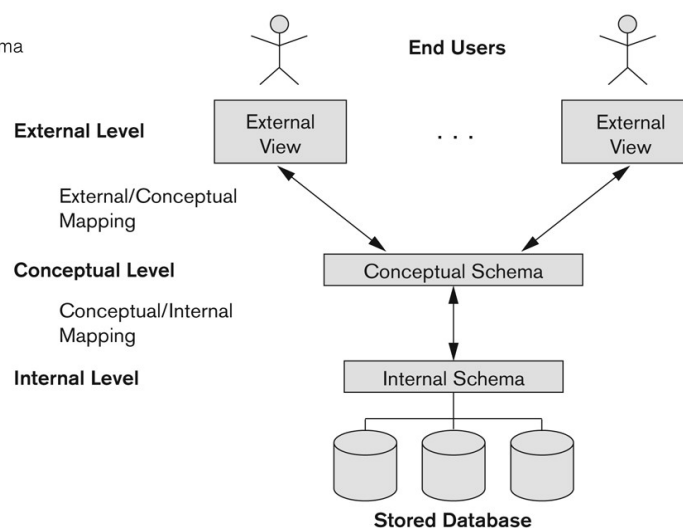 ma
End Users
External Level
External
View
. . .
External
View
External/Conceptual
Mapping
Conceptual Level
Conceptual Schema
Conceptual/Internal
Mapping
Internal Level
Internal Schema
Stored Database